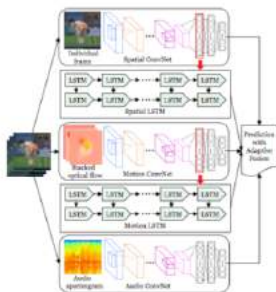 Individual
frame
Spatial ConvNet
LSTM LSTM LSTM LSTM
LSTM LSTM LSTM LSTM
Spatial LSTM
Stacked
optical flow
Motion ConvNet
LSTM LSTM LSTM LSTM
LSTM LSTM LSTM LSTM
Motion LSTM
Audio
spectrogram
Audio ConvNet
Prediction
with
Adaptive
Fusion